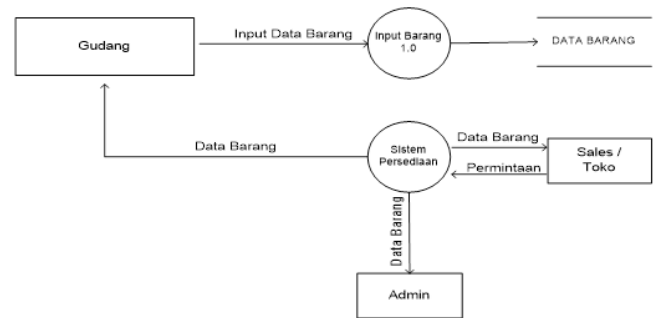 Gudang
Input Data Barang
Input Barang
1.0
DATA BARANG
Data Barang
Sistem
Persediaan
Data Barang
Permintaan
Sales /
Toko
Data Barang
Admin